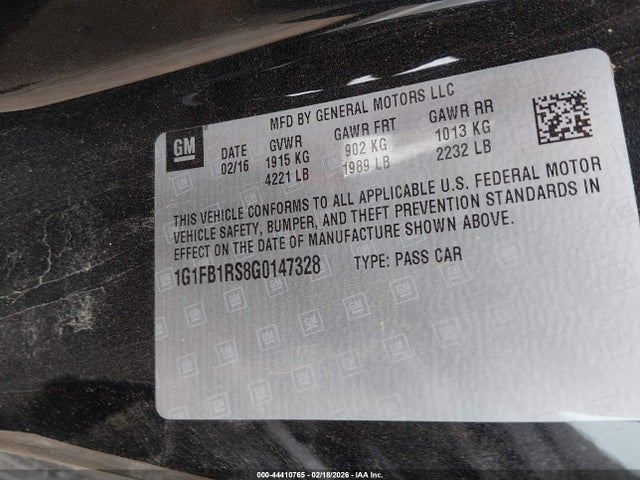 MFD BY GENERAL MOTORS LLC
GM
DATE GVWR GAWR FRT GAWR RR
02/16 1915 KG 902 KG 1013 KG
4221 LB 1989 LB 2232 LB
THIS VEHICLE CONFORMS TO ALL APPLICABLE U.S. FEDERAL MOTOR
VEHICLE SAFETY, BUMPER, AND THEFT PREVENTION STANDARDS IN
EFFECT ON THE DATE OF MANUFACTURE SHOWN ABOVE.
1G1FB1RS8G0147328 TYPE: PASS CAR
000-44410765 - 02/18/2026 - IAA Inc.